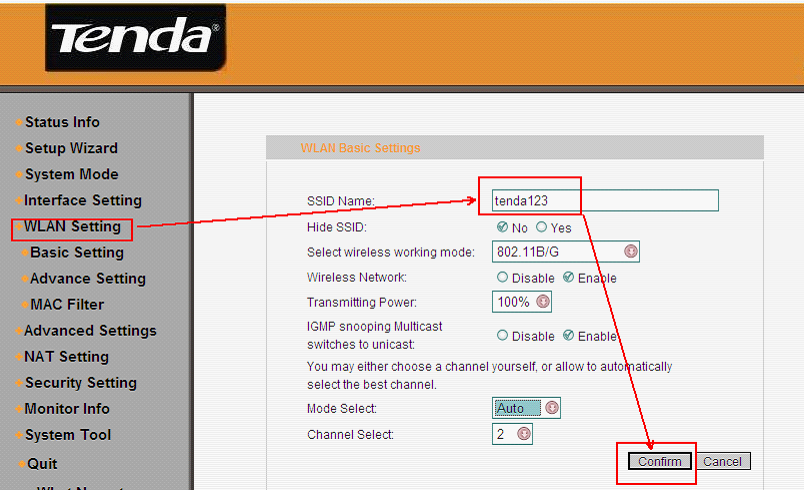 Tenda®
Status Info
Setup Wizard
System Mode
Interface Setting
WLAN Setting
Basic Setting
Advance Setting
MAC Filter
Advanced Settings
NAT Setting
Security Setting
Monitor Info
System Tool
Quit
WLAN Basic Settings
SSID Name: tenda123
Hide SSID: No Yes
Select wireless working mode: 802.11B/G
Wireless Network: Disable Enable
Transmitting Power: 100%
IGMP snooping Multicast
switches to unicast: Disable Enable
You may either choose a channel yourself, or allow to automatically
select the best channel.
Mode Select: Auto
Channel Select: 2
Confirm Cancel